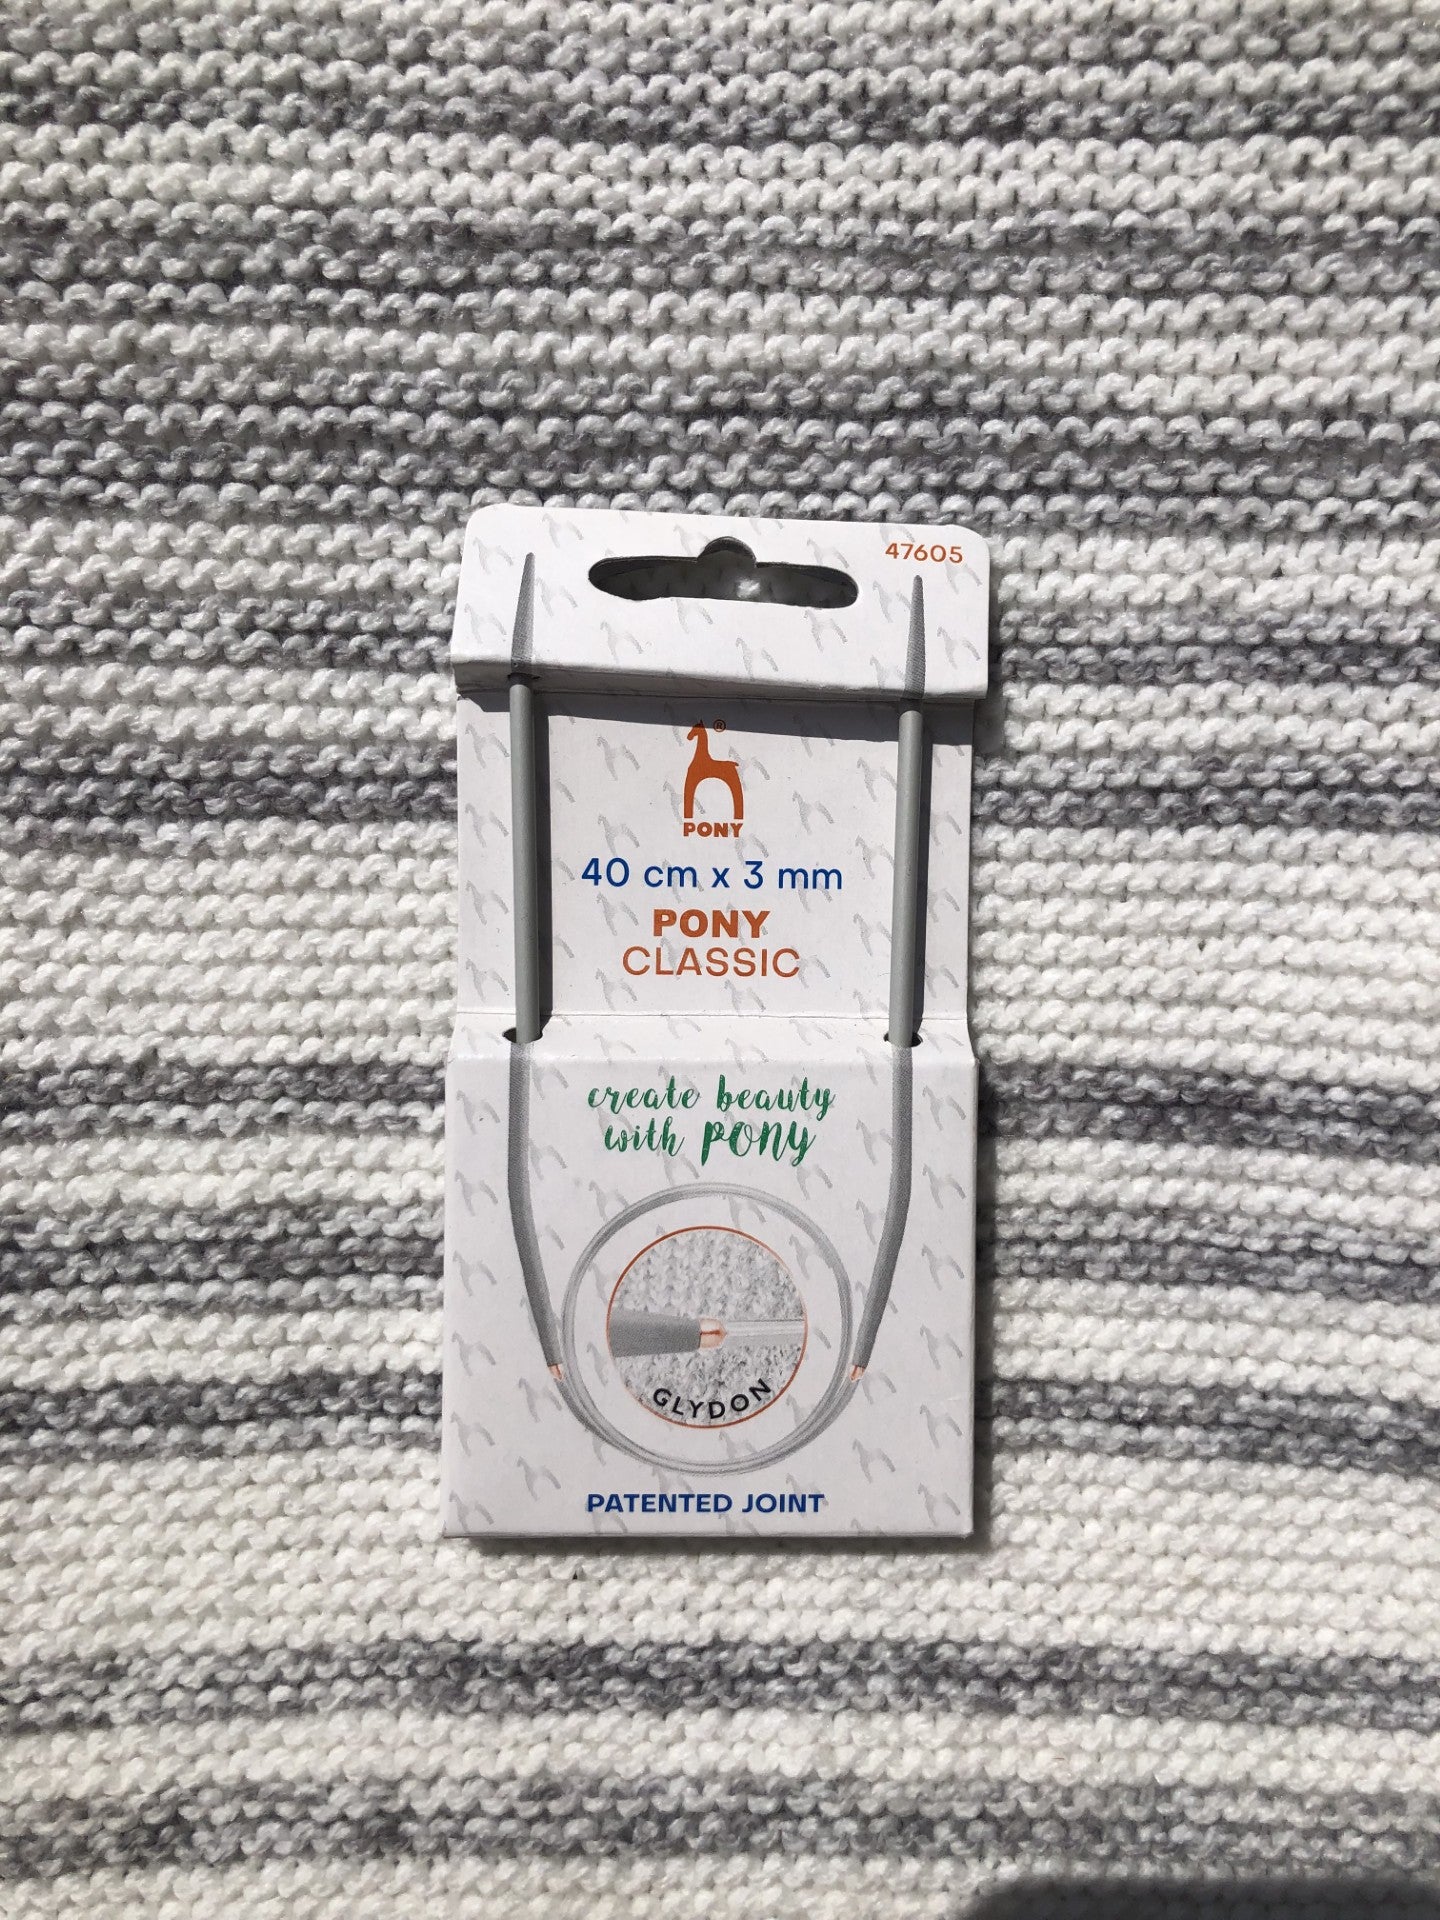 47605
®
PONY
40 cm x 3 mm
PONY
CLASSIC
create beauty
with PONY
GLYDON
PATENTED JOINT